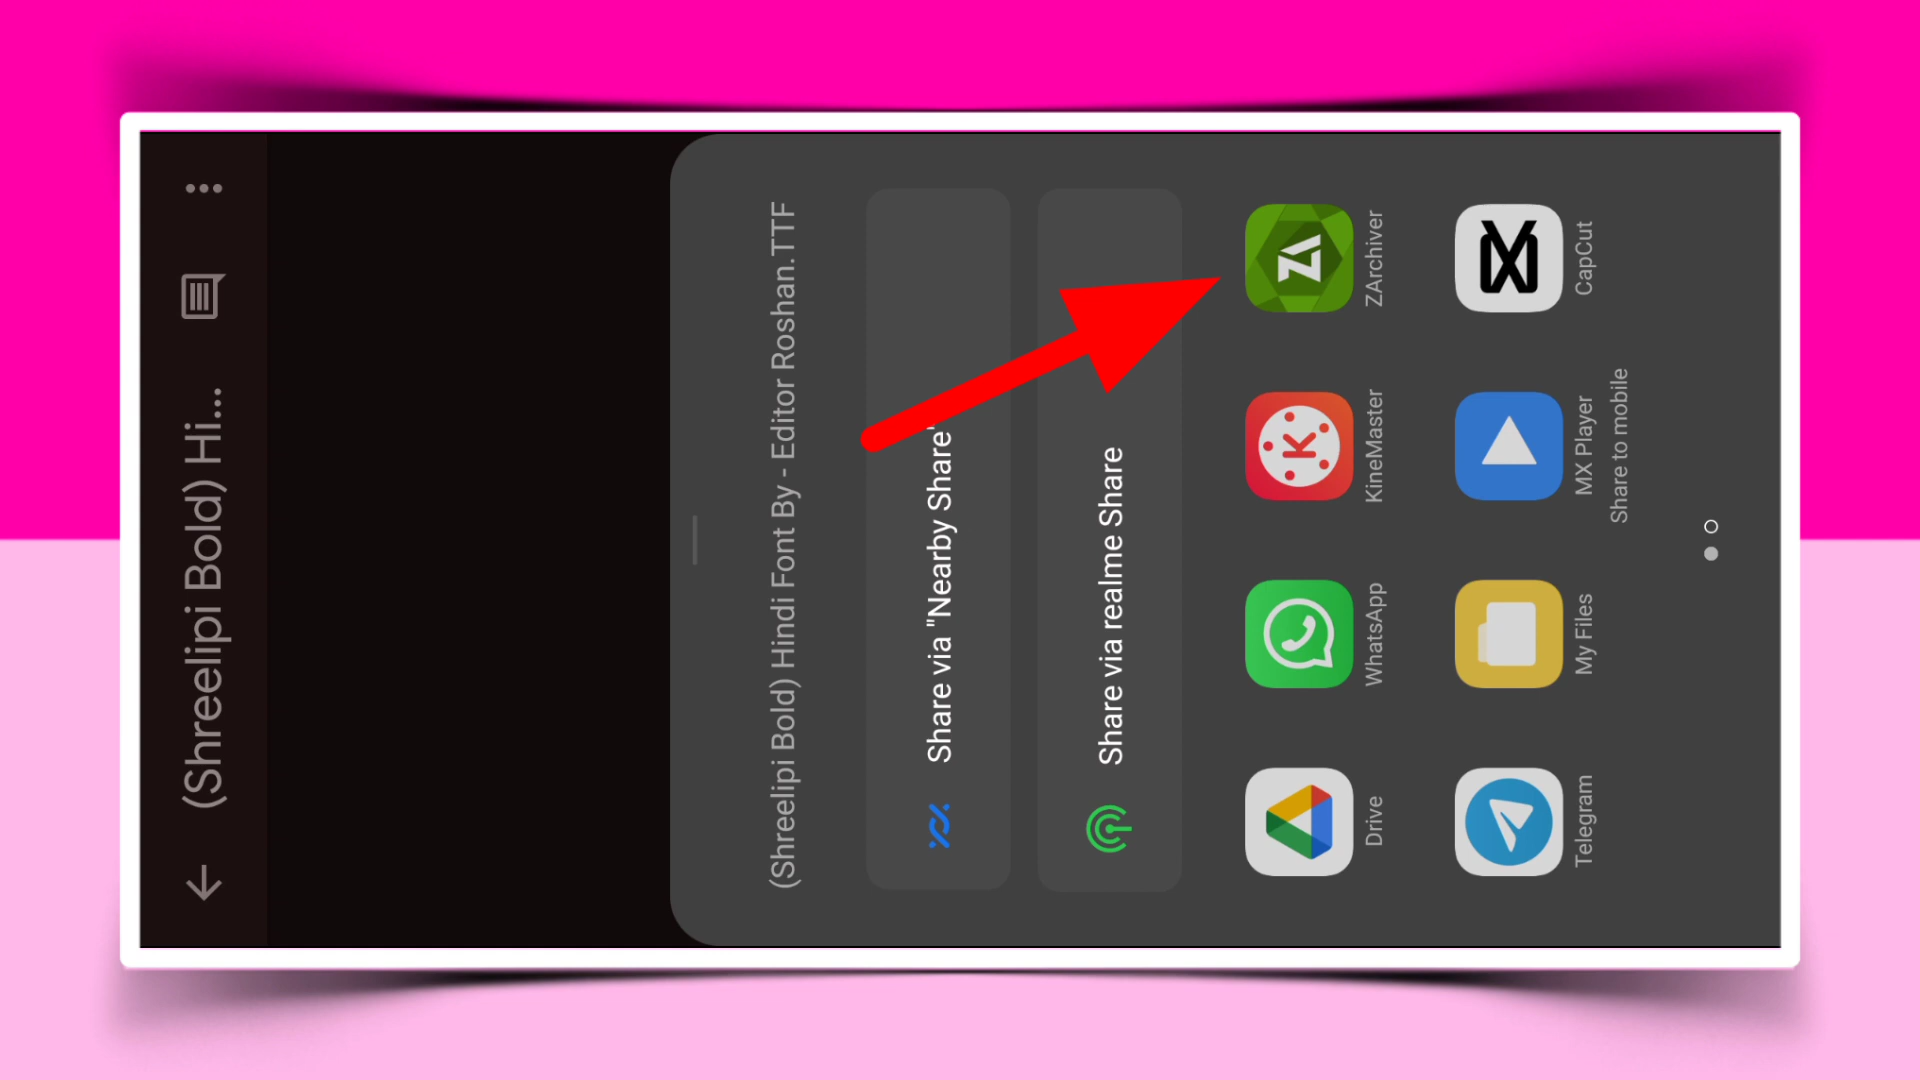 (Shreelipi Bold) Hi...
(Shreelipi Bold) Hindi Font By - Editor Roshan.TTF
Share via "Nearby Share"
Share via realme Share
Drive
WhatsApp
KineMaster
ZA
ZArchiver
Telegram
My Files
MX Player
Share to mobile
CapCut